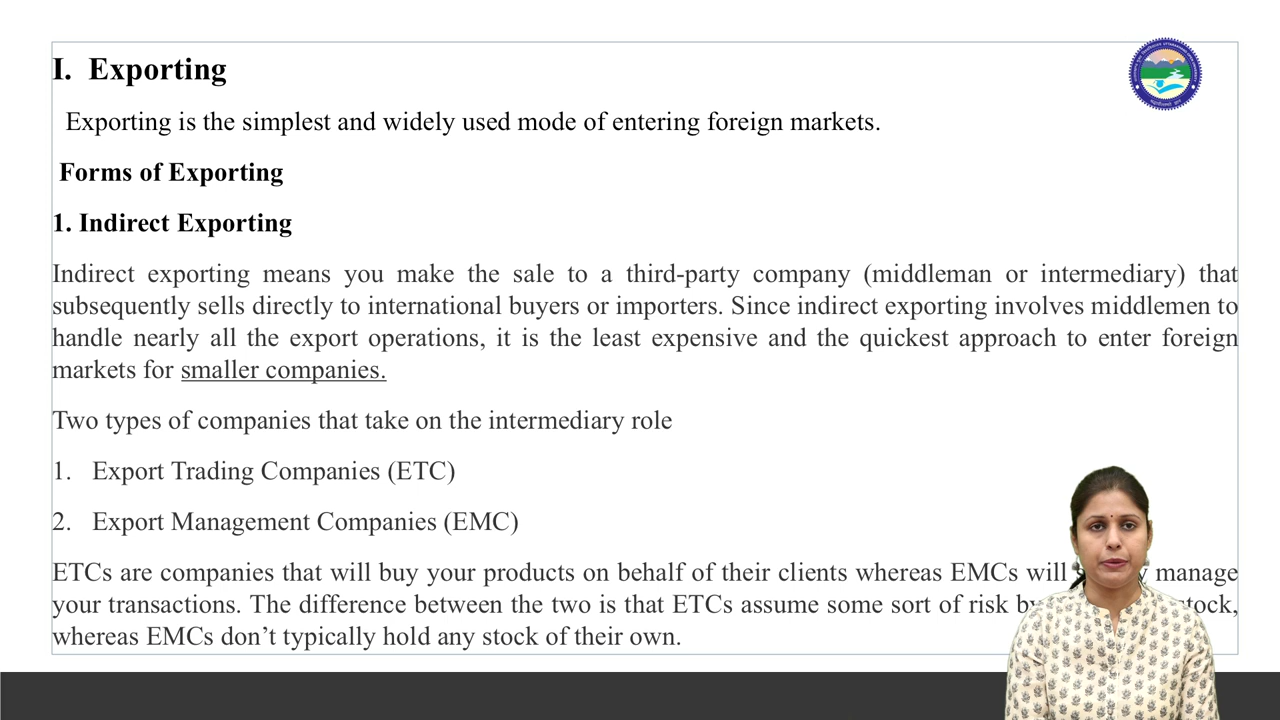 I. Exporting
Exporting is the simplest and widely used mode of entering foreign markets.
Forms of Exporting
1. Indirect Exporting
Indirect exporting means you make the sale to a third-party company (middleman or intermediary) that
subsequently sells directly to international buyers or importers. Since indirect exporting involves middlemen to
handle nearly all the export operations, it is the least expensive and the quickest approach to enter foreign
markets for smaller companies.
Two types of companies that take on the intermediary role
1. Export Trading Companies (ETC)
2. Export Management Companies (EMC)
ETCs are companies that will buy your products on behalf of their clients whereas EMCs will manage
your transactions. The difference between the two is that ETCs assume some sort of risk by stock,
whereas EMCs don’t typically hold any stock of their own.